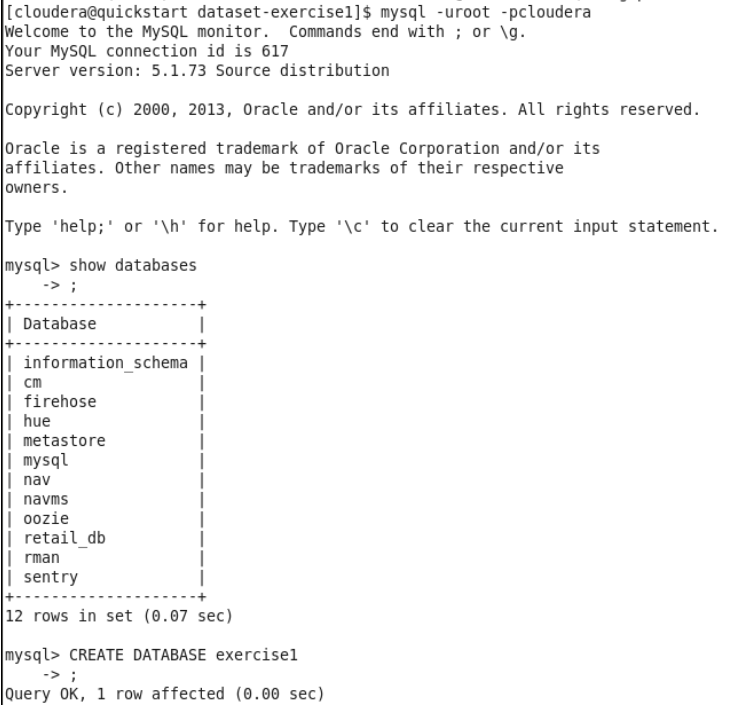 [cloudera@quickstart dataset-exercise1]$ mysql -uroot -pcloudera
Welcome to the MySQL monitor.  Commands end with ; or \g.
Your MySQL connection id is 617
Server version: 5.1.73 Source distribution

Copyright (c) 2000, 2013, Oracle and/or its affiliates. All rights reserved.

Oracle is a registered trademark of Oracle Corporation and/or its
affiliates. Other names may be trademarks of their respective
owners.

Type 'help;' or '\h' for help. Type '\c' to clear the current input statement.

mysql> show databases
    -> ;
+--------------------+
| Database           |
+--------------------+
| information_schema |
| cm                 |
| firehose           |
| hue                |
| metastore          |
| mysql              |
| nav                |
| navms              |
| oozie              |
| retail_db          |
| rman               |
| sentry             |
+--------------------+
12 rows in set (0.07 sec)

mysql> CREATE DATABASE exercise1
    -> ;
Query OK, 1 row affected (0.00 sec)